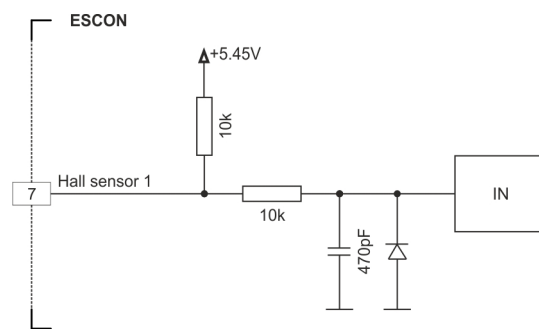 ESCON
+5.45V
10k
Hall sensor 1
7
10k
470pF
IN